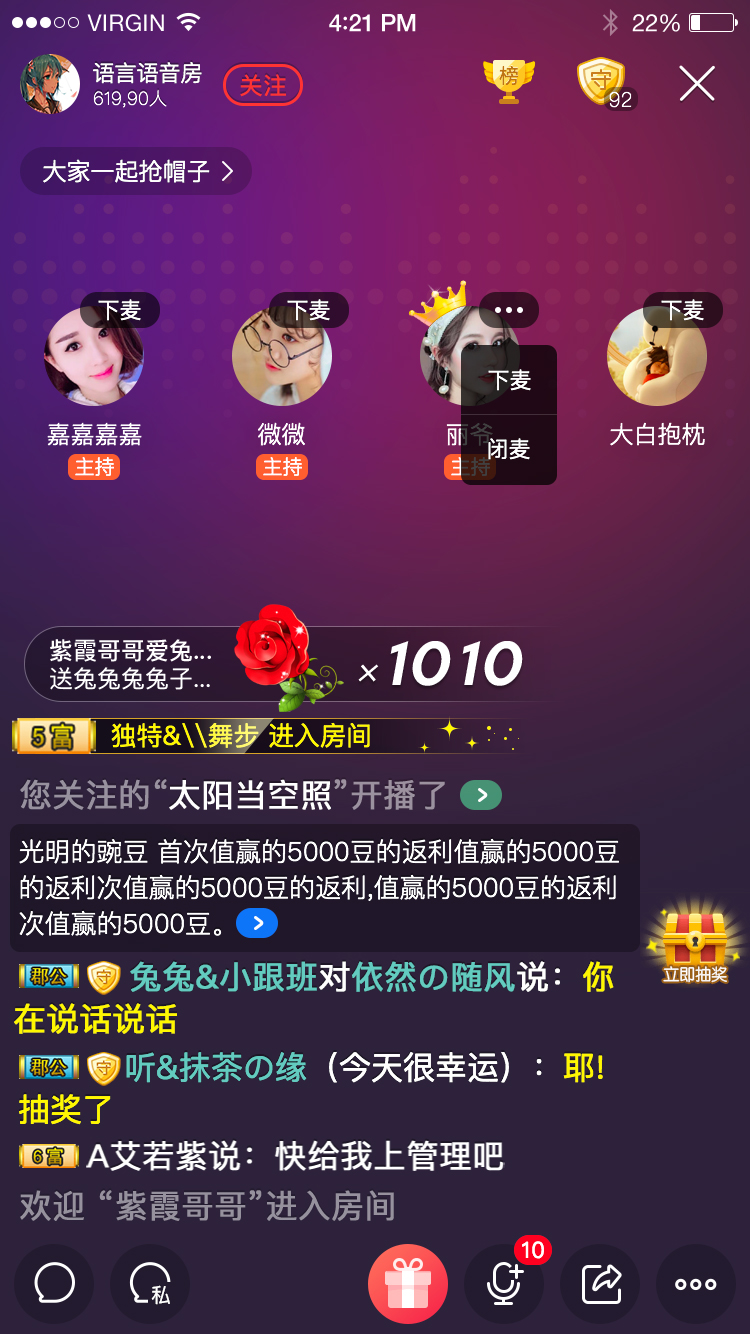 VIRGIN 4:21 PM 22%
语言语音房
619,90人
关注
榜
守
92
大家一起抢帽子
下麦 下麦 ••• 下麦
下麦
闭麦
嘉嘉嘉嘉 微微 丽爷 大白抱枕
主持 主持 主持
紫霞哥哥爱兔...
送兔兔兔兔子...
×1010
5富 独特&\\舞步 进入房间
您关注的“太阳当空照”开播了
光明的豌豆 首次值赢的5000豆的返利值赢的5000豆
的返利次值赢的5000豆的返利,值赢的5000豆的返利
次值赢的5000豆。
立即抽奖
郡公 守 兔兔&小跟班对依然の随风说：你
在说话说话
郡公 守 听&抹茶の缘（今天很幸运）：耶!
抽奖了
6富 A艾若紫说：快给我上管理吧
欢迎 “紫霞哥哥”进入房间
私
10